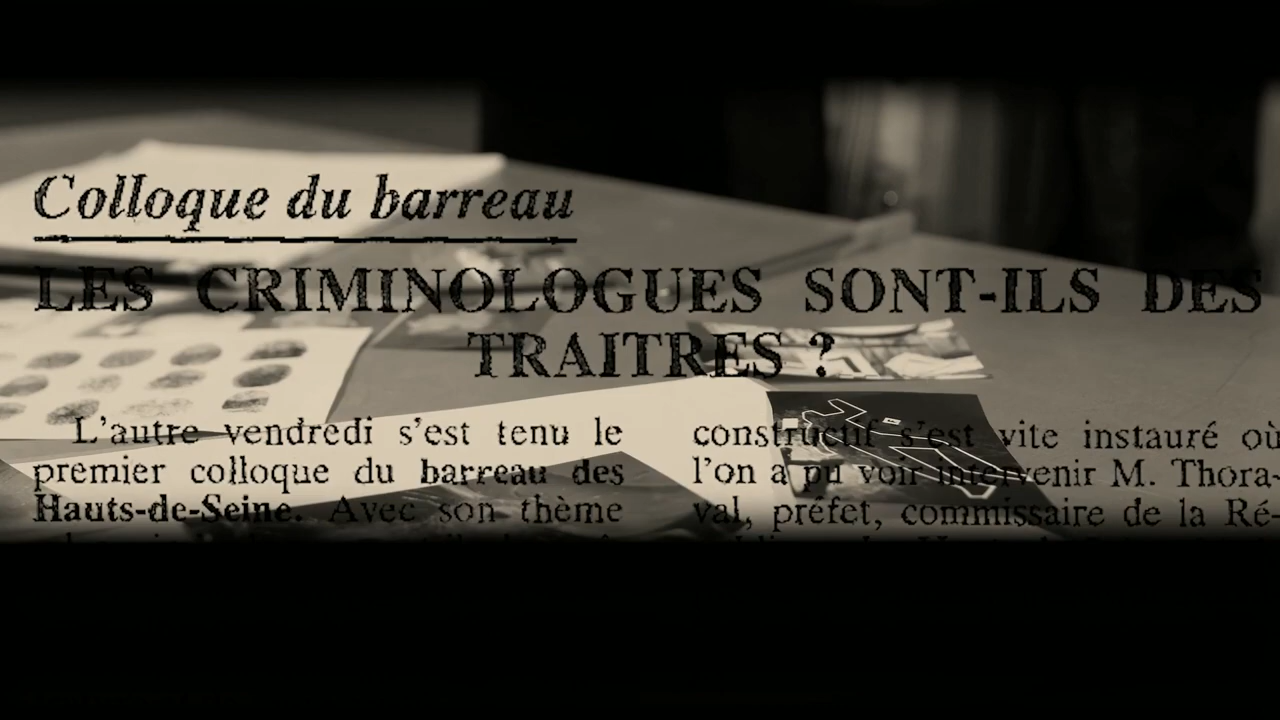 Colloque du barreau
LES CRIMINOLOGUES SONT-ILS DES
TRAITRES ?
L'autre vendredi s'est tenu le
premier colloque du barreau des
Hauts-de-Seine. Avec son thème
constructif s'est vite instauré où
l'on a pu voir intervenir M. Thora-
val, préfet, commissaire de la Ré-